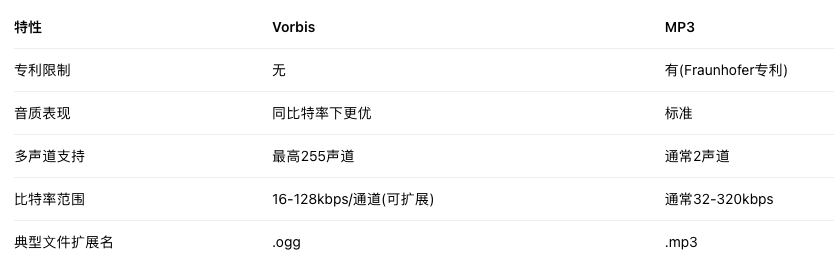 特性 Vorbis MP3
专利限制 无 有(Fraunhofer专利)
音质表现 同比特率下更优 标准
多声道支持 最高255声道 通常2声道
比特率范围 16-128kbps/通道(可扩展) 通常32-320kbps
典型文件扩展名 .ogg .mp3